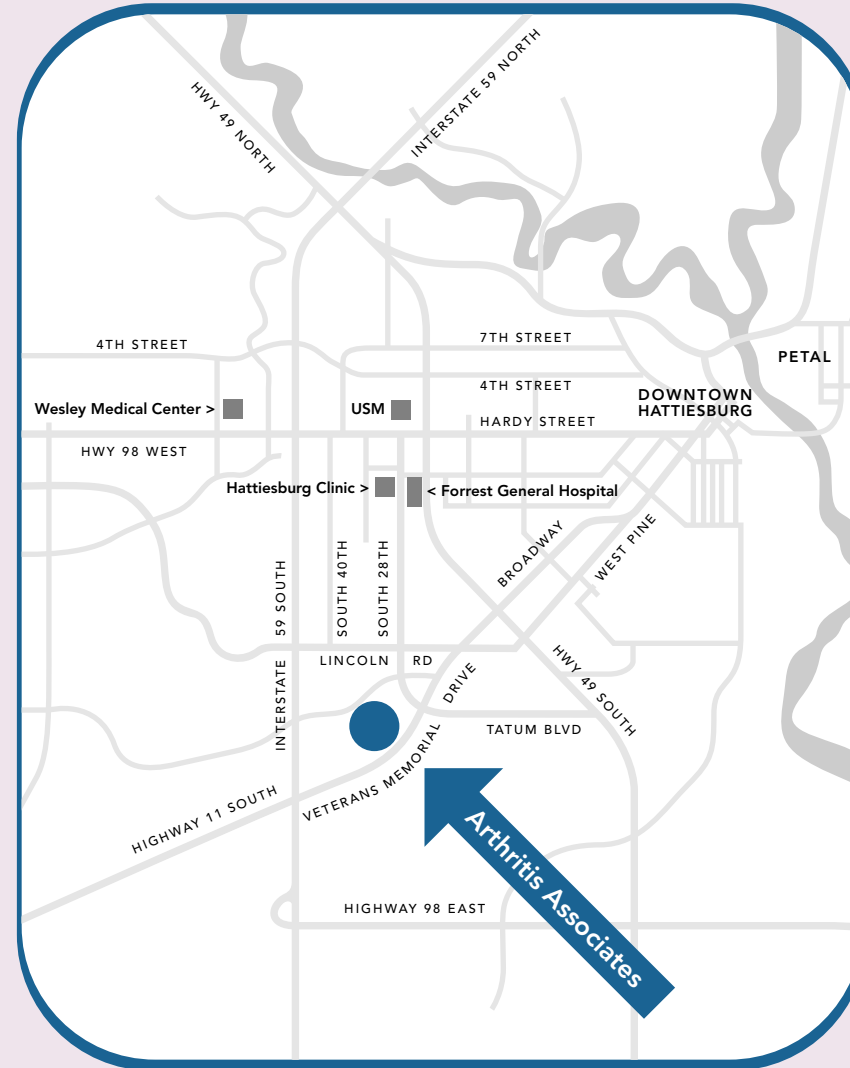 HWY 49 NORTH
INTERSTATE 59 NORTH
4TH STREET
7TH STREET
PETAL
4TH STREET
DOWNTOWN
HATTIESBURG
Wesley Medical Center >
USM
HARDY STREET
HWY 98 WEST
Hattiesburg Clinic >
< Forrest General Hospital
BROADWAY
WEST PINE
SOUTH 40TH
SOUTH 28TH
INTERSTATE 59 SOUTH
LINCOLN RD
HWY 49 SOUTH
TATUM BLVD
VETERANS MEMORIAL DRIVE
HIGHWAY 11 SOUTH
Arthritis Associates
HIGHWAY 98 EAST